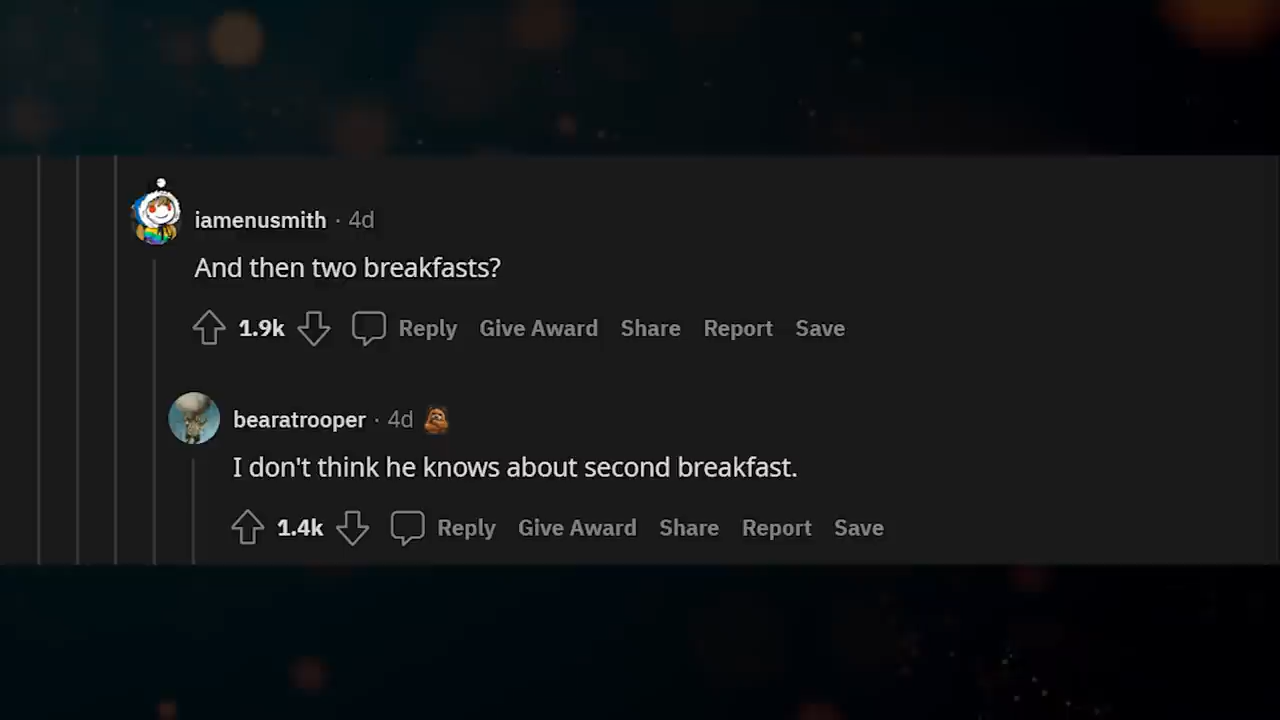 iamenusmith · 4d
And then two breakfasts?
1.9k Reply Give Award Share Report Save
bearatrooper · 4d
I don't think he knows about second breakfast.
1.4k Reply Give Award Share Report Save